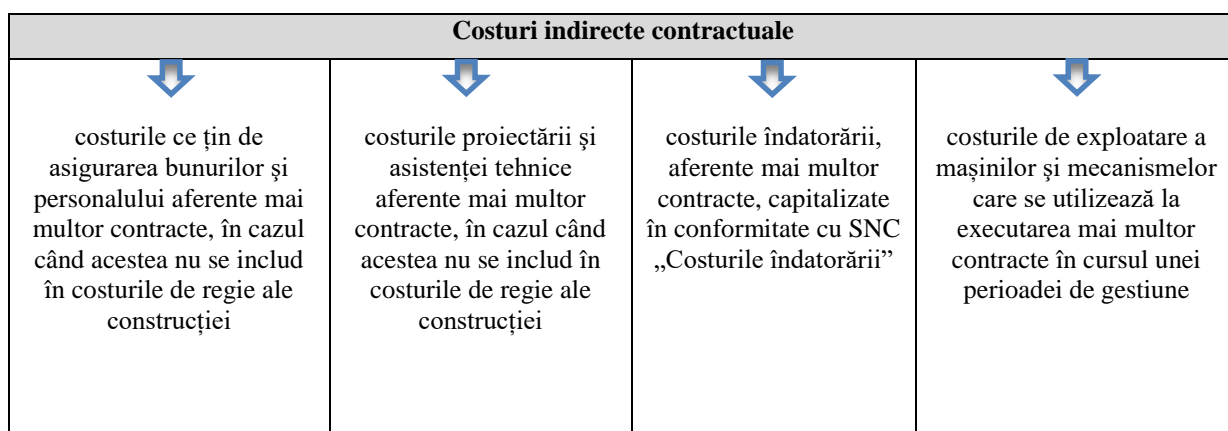 Costuri indirecte contractuale
costurile ce țin de
asigurarea bunurilor şi
personalului aferente mai
multor contracte, în cazul
când acestea nu se includ
în costurile de regie ale
construcției
costurile proiectării şi
asistenței tehnice
aferente mai multor
contracte, în cazul când
acestea nu se includ în
costurile de regie ale
construcției
costurile îndatorării,
aferente mai multor
contracte, capitalizate
în conformitate cu SNC
„Costurile îndatorării”
costurile de exploatare a
mașinilor şi mecanismelor
care se utilizează la
executarea mai multor
contracte în cursul unei
perioadei de gestiune